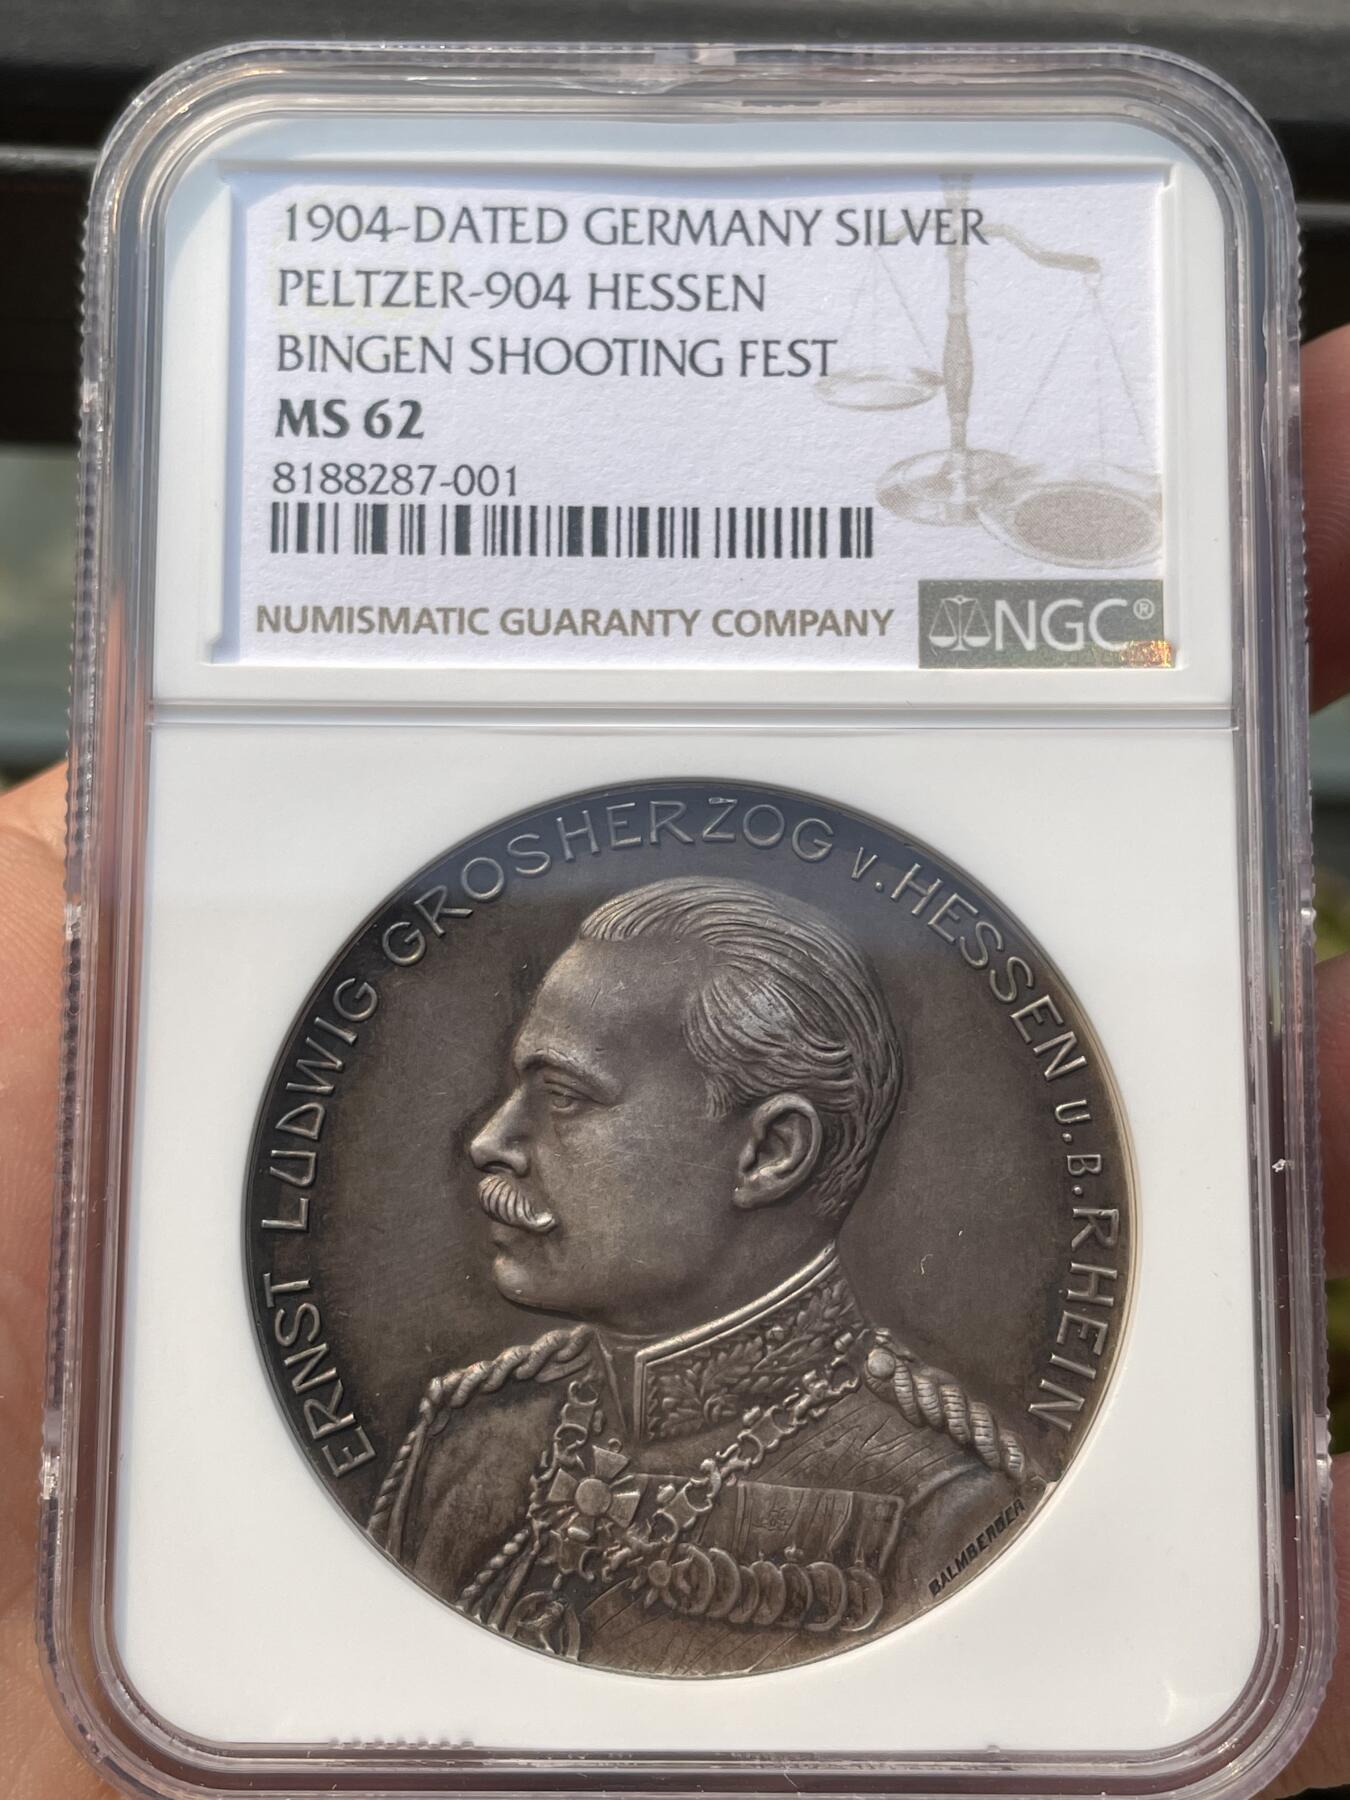 1904-DATED GERMANY SILVER
PELTZER-904 HESSEN
BINGEN SHOOTING FEST
MS 62
8188287-001
NUMISMATIC GUARANTY COMPANY
NGC®
ERNST LUDWIG GROSHERZOG v. HESSEN U.B.RHEIN
BALMBERGER